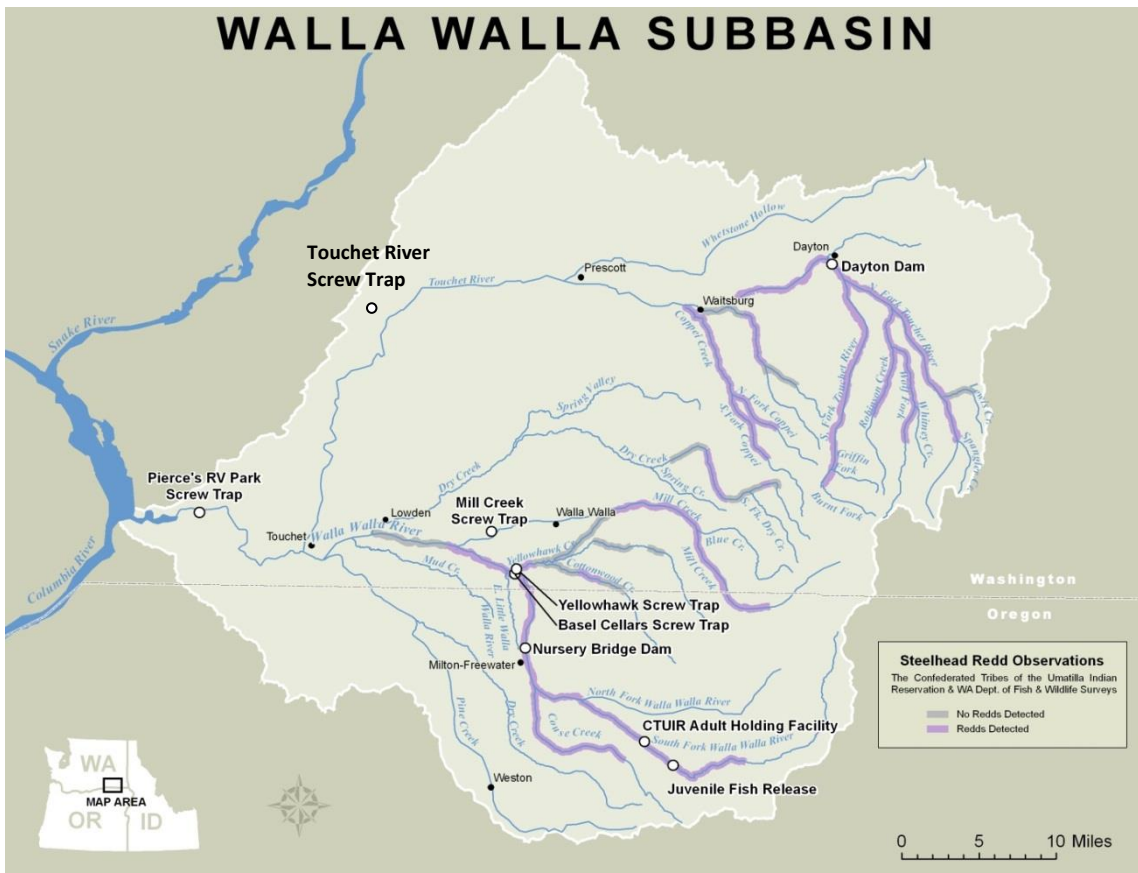 WALLA WALLA SUBBASIN
Whetstone Hollow
Dayton
Dayton Dam
Touchet River
Screw Trap
Prescott
Touchet River
Waitsburg
Snake River
Coppei Creek
N. Fork Touchet River
S. Fork Touchet River
Robinson Creek
Wolf Fork
Whitney Cr.
Lewis Cr.
Spangler Cr.
N. Fork Coppei
S. Fork Coppei
Griffin
Fork
Burnt Fork
Spring Valley
Dry Creek
Dry Creek
Spring Cr.
S. Fk. Dry Cr.
Pierce's RV Park
Screw Trap
Mill Creek
Screw Trap
Lowden
Walla Walla
Mill Creek
Blue Cr.
Mill Creek
Touchet
Walla Walla River
Yellowhawk Cr.
Cottonwood Cr.
Mud Cr.
E. Little Walla
Walla River
Columbia River
Yellowhawk Screw Trap
Basel Cellars Screw Trap
Washington
Oregon
Nursery Bridge Dam
Milton-Freewater
North Fork Walla Walla River
CTUIR Adult Holding Facility
South Fork Walla Walla River
Couse Creek
Dry Creek
Pine Creek
Juvenile Fish Release
Weston
Steelhead Redd Observations
The Confederated Tribes of the Umatilla Indian
Reservation & WA Dept. of Fish & Wildlife Surveys
No Redds Detected
Redds Detected
WA
MAP AREA
OR
ID
0 5 10 Miles